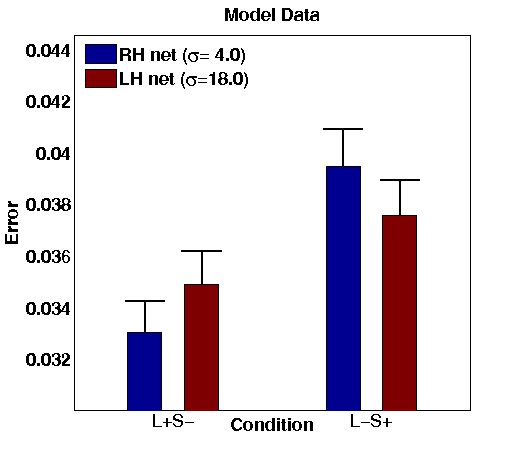 Model Data
0.044
RH net (σ= 4.0)
LH net (σ=18.0)
0.042
0.04
0.038
0.036
0.034
0.032
Error
L+S−
L−S+
Condition